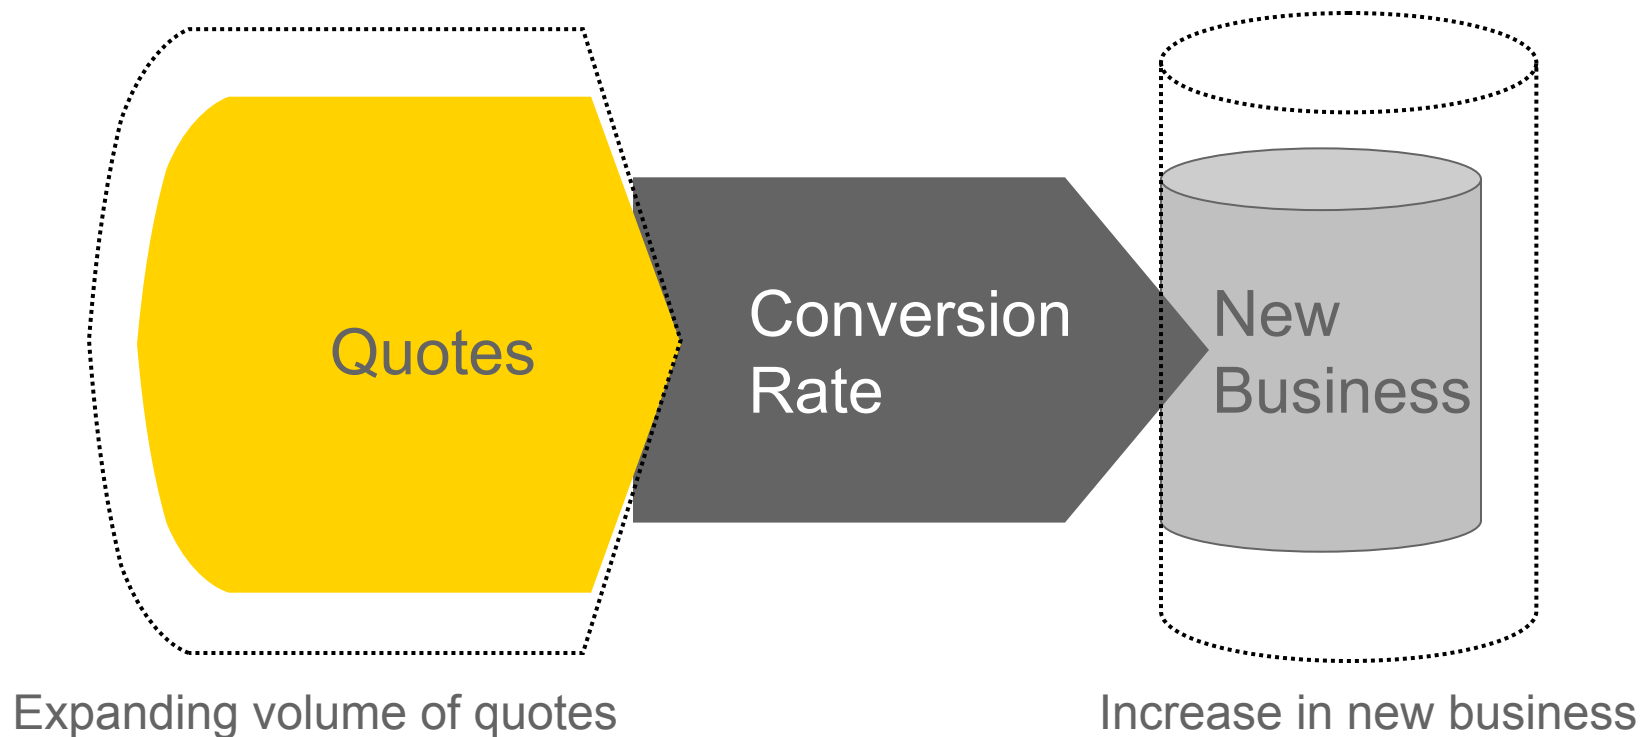 Quotes
Conversion
Rate
New
Business
Expanding volume of quotes
Increase in new business